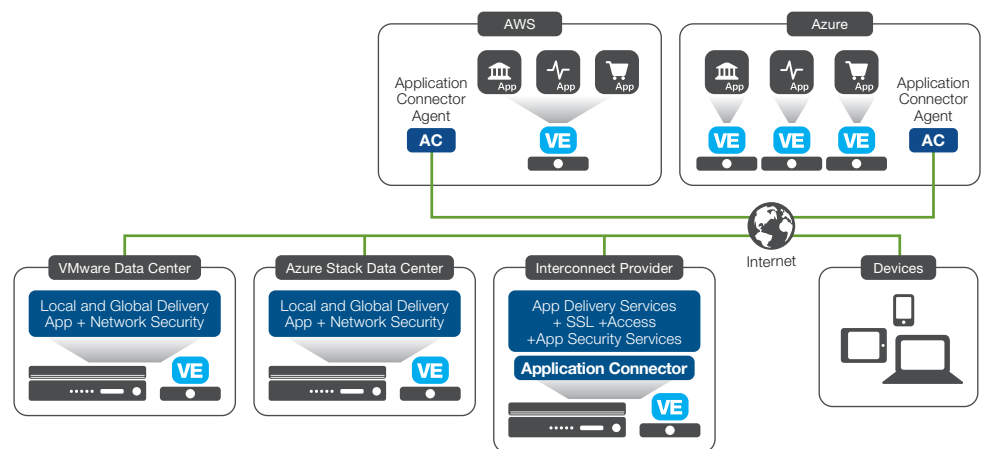 AWS
Azure
Application
Connector
Agent
AC
App
App
App
VE
App
App
App
VE
VE
VE
Application
Connector
Agent
AC
Internet
VMware Data Center
Local and Global Delivery
App + Network Security
VE
Azure Stack Data Center
Local and Global Delivery
App + Network Security
VE
Interconnect Provider
App Delivery Services
+ SSL +Access
+App Security Services
Application Connector
VE
Devices